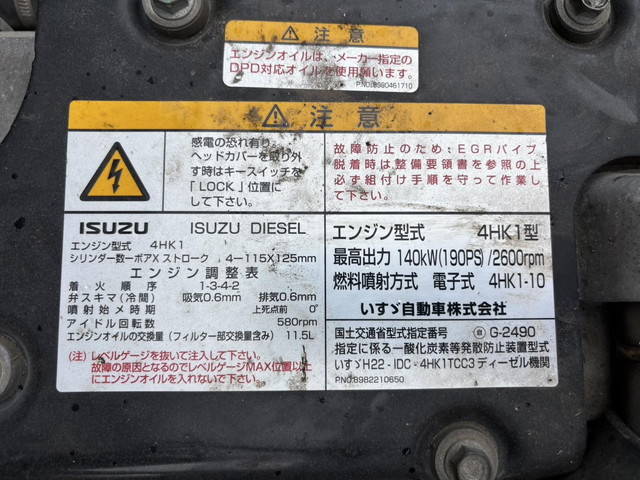 注意
エンジンオイルは、メーカー指定の
DPD対応オイルを使用願います。
PNO.8980461710
注意
感電の恐れ有り
ヘッドカバーを取り外
す時はキースイッチを
「LOCK」位置に
して下さい。
故障防止のため、EGRパイプ
脱着時は整備要領書を参照の上
必ず組付け手順を守って作業し
て下さい。
ISUZU ISUZU DIESEL
エンジン型式 4HK1
シリンダー数ーボアXストローク 4ー115X125mm
エンジン調整表
着火順序 1-3-4-2
弁スキマ(冷間) 吸気0.6mm 排気0.6mm
噴射始メ時期 上死点前 0°
アイドル回転数 580rpm
エンジンオイルの交換量(フィルター部交換量含み) 11.5L
(注)レベルゲージを抜いて注入して下さい。
故障の原因となるのでレベルゲージMAX位置以上
にエンジンオイルを入れないで下さい。
エンジン型式 4HK1型
最高出力 140kW(190PS)/2600rpm
燃料噴射方式 電子式 4HK1-10
いすゞ自動車株式会社
国土交通省型式指定番号 G-2490
指定に係る一酸化炭素等発散防止装置型式
いすゞH22-IDC-4HK1TCC3ディーゼル機関
PNO.8982210650